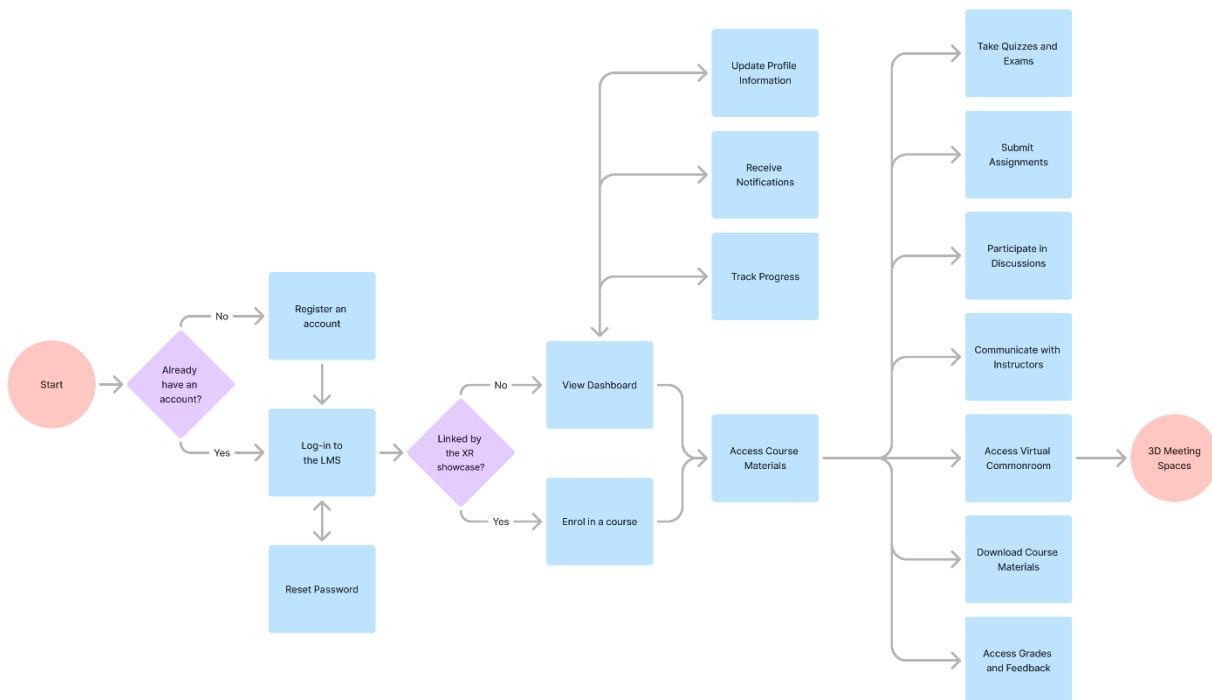 Start
Already
have an
account?
No
Yes
Register an
account
Log-in to
the LMS
Reset Password
Linked by
the XR
showcase?
No
Yes
View Dashboard
Enrol in a course
Update Profile
Information
Receive
Notifications
Track Progress
Access Course
Materials
Take Quizzes and
Exams
Submit
Assignments
Participate in
Discussions
Communicate with
Instructors
Access Virtual
Commonroom
Download Course
Materials
Access Grades
and Feedback
3D Meeting
Spaces